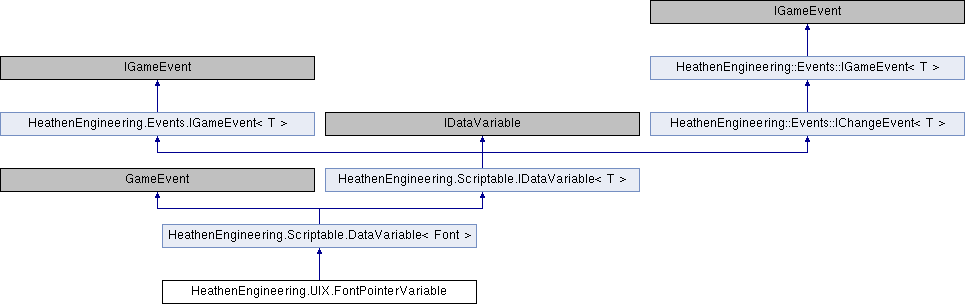 IGameEvent
IGameEvent
HeathenEngineering::Events::IGameEvent< T >
HeathenEngineering.Events.IGameEvent< T >
IDataVariable
HeathenEngineering::Events::IChangeEvent< T >
GameEvent
HeathenEngineering.Scriptable.IDataVariable< T >
HeathenEngineering.Scriptable.DataVariable< Font >
HeathenEngineering.UIX.FontPointerVariable